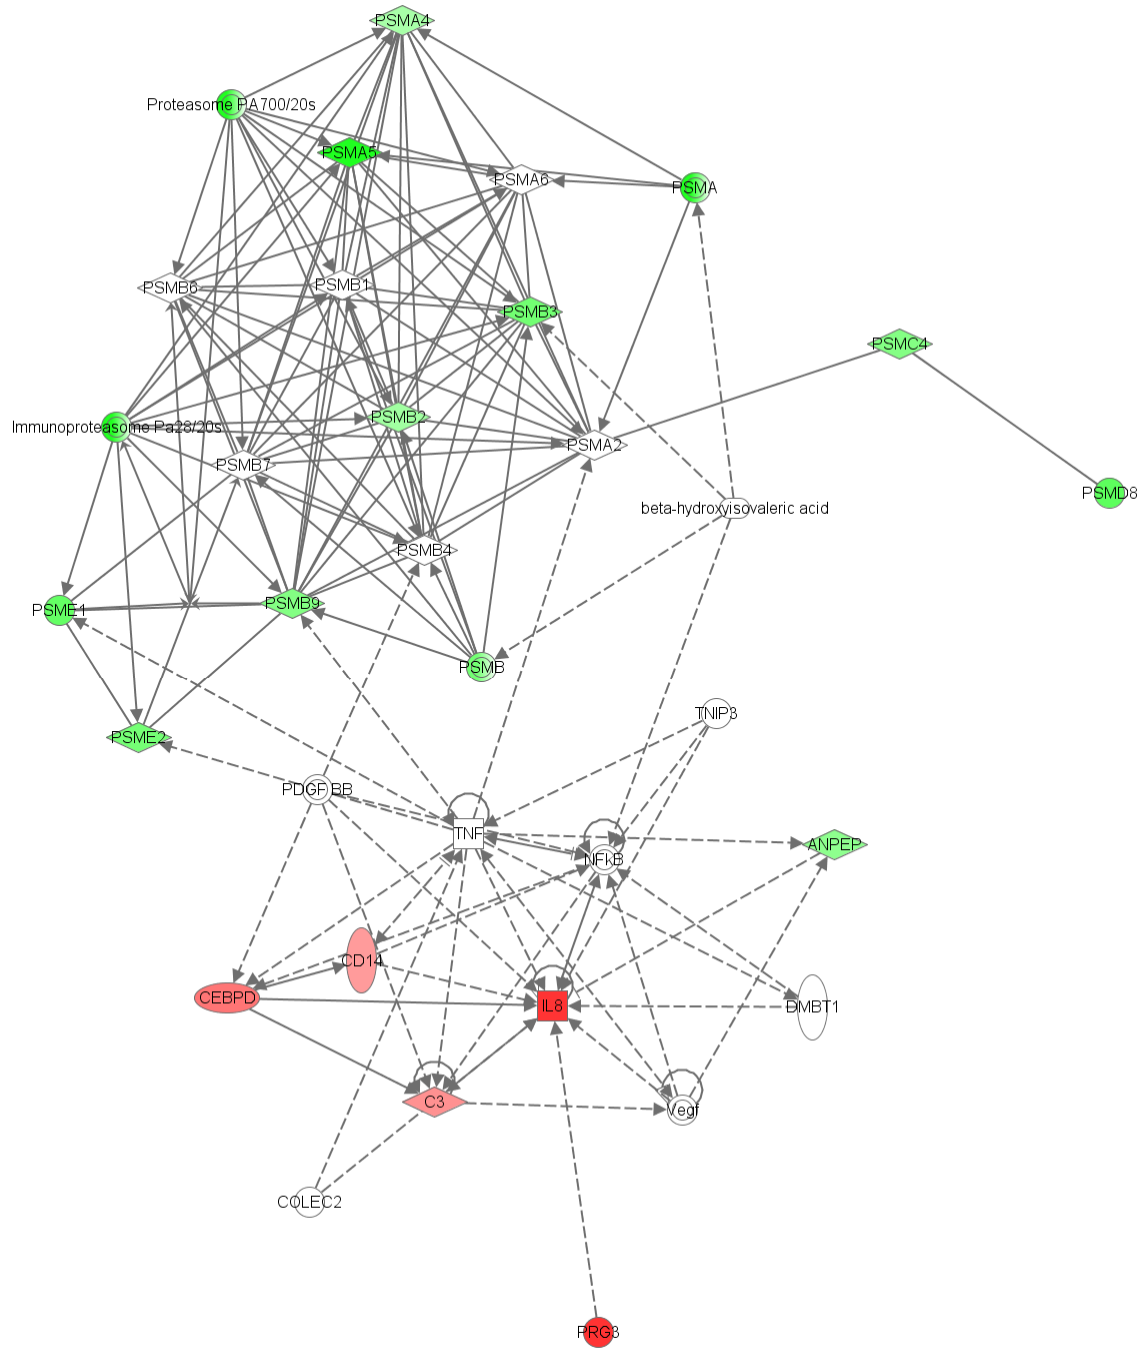 PSMA4
Proteasome PA700/20s
PSMA5
PSMA6
PSMA
PSMB6
PSMB1
PSMB3
PSMC4
PSMB2
Immunoproteasome Pa28/20s
PSMA2
PSMB7
PSMD8
beta-hydroxyisovaleric acid
PSMB4
PSME1
PSMB9
PSMB
TNIP3
PSME2
PDGF BB
TNF
NFkB
ANPEP
CD14
CEBPD
IL8
DMBT1
C3
Vegf
COLEC2
PRG3